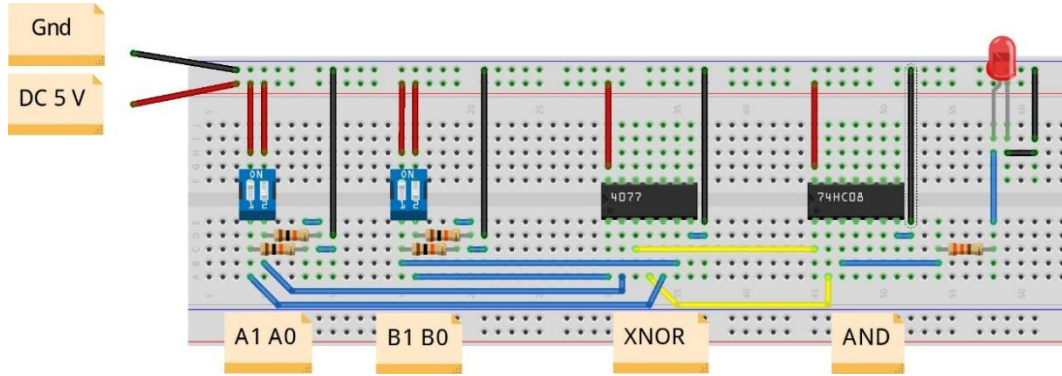 Gnd
DC 5 V
ON
ON
4077
74HC08
A1 A0
B1 B0
XNOR
AND